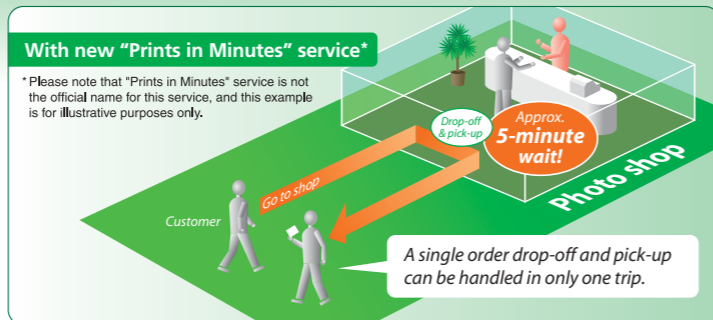 With new “Prints in Minutes” service*
*Please note that "Prints in Minutes" service is not
the official name for this service, and this example
is for illustrative purposes only.
Drop-off
& pick-up
Approx.
5-minute
wait!
Photo shop
Go to shop
Customer
A single order drop-off and pick-up
can be handled in only one trip.